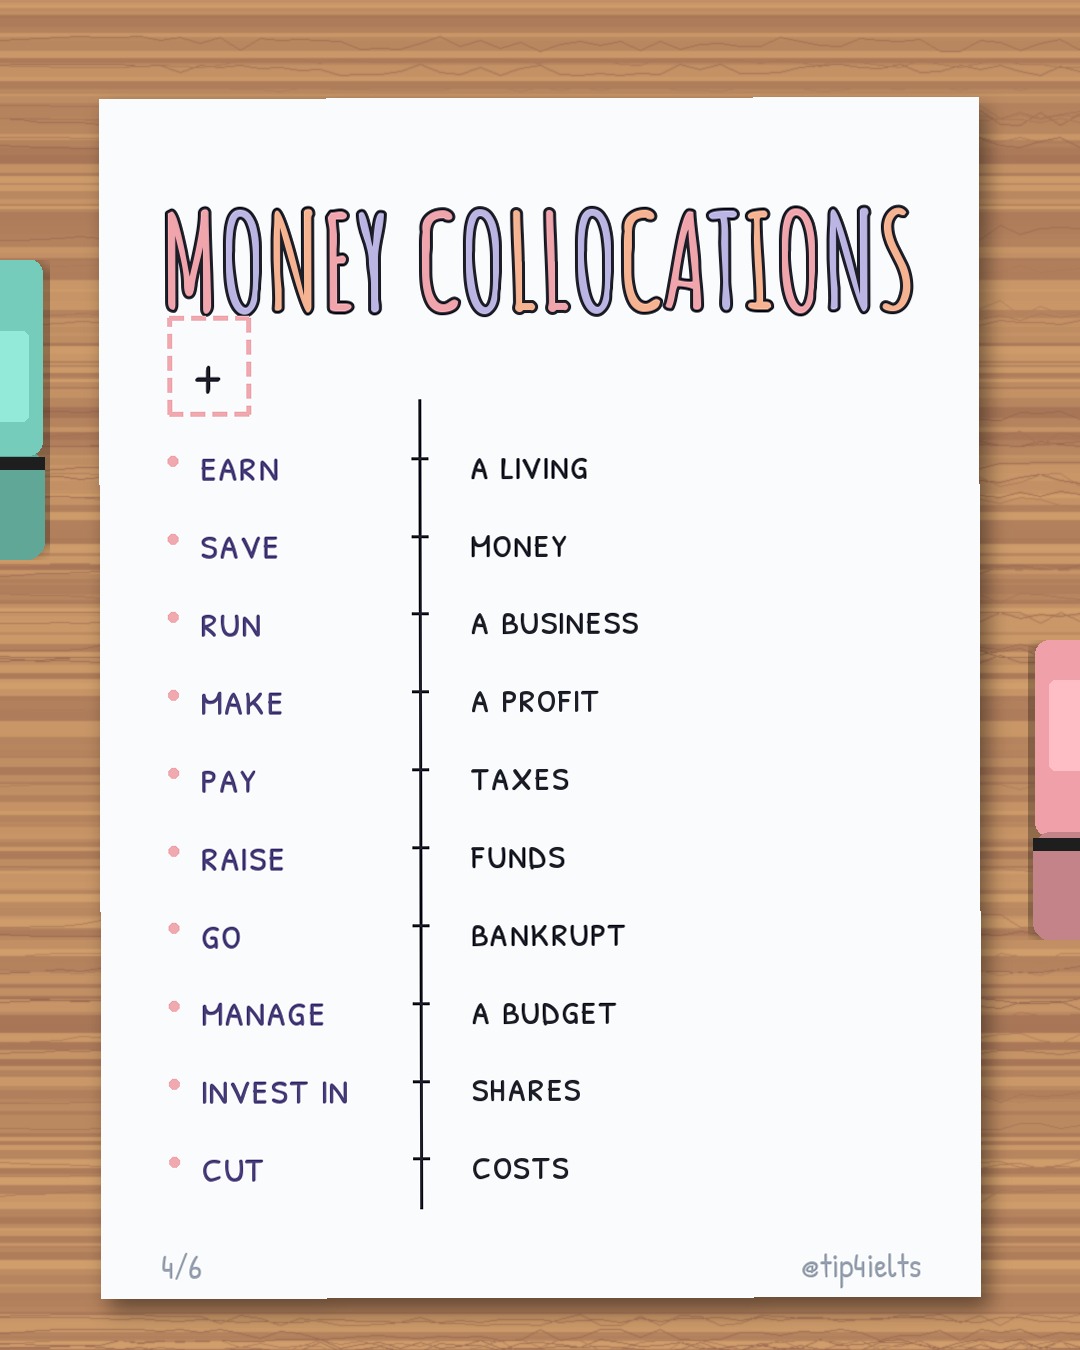 MONEY COLLOCATIONS
+
EARN A LIVING
SAVE MONEY
RUN A BUSINESS
MAKE A PROFIT
PAY TAXES
RAISE FUNDS
GO BANKRUPT
MANAGE A BUDGET
INVEST IN SHARES
CUT COSTS
4/6 @tip4ielts